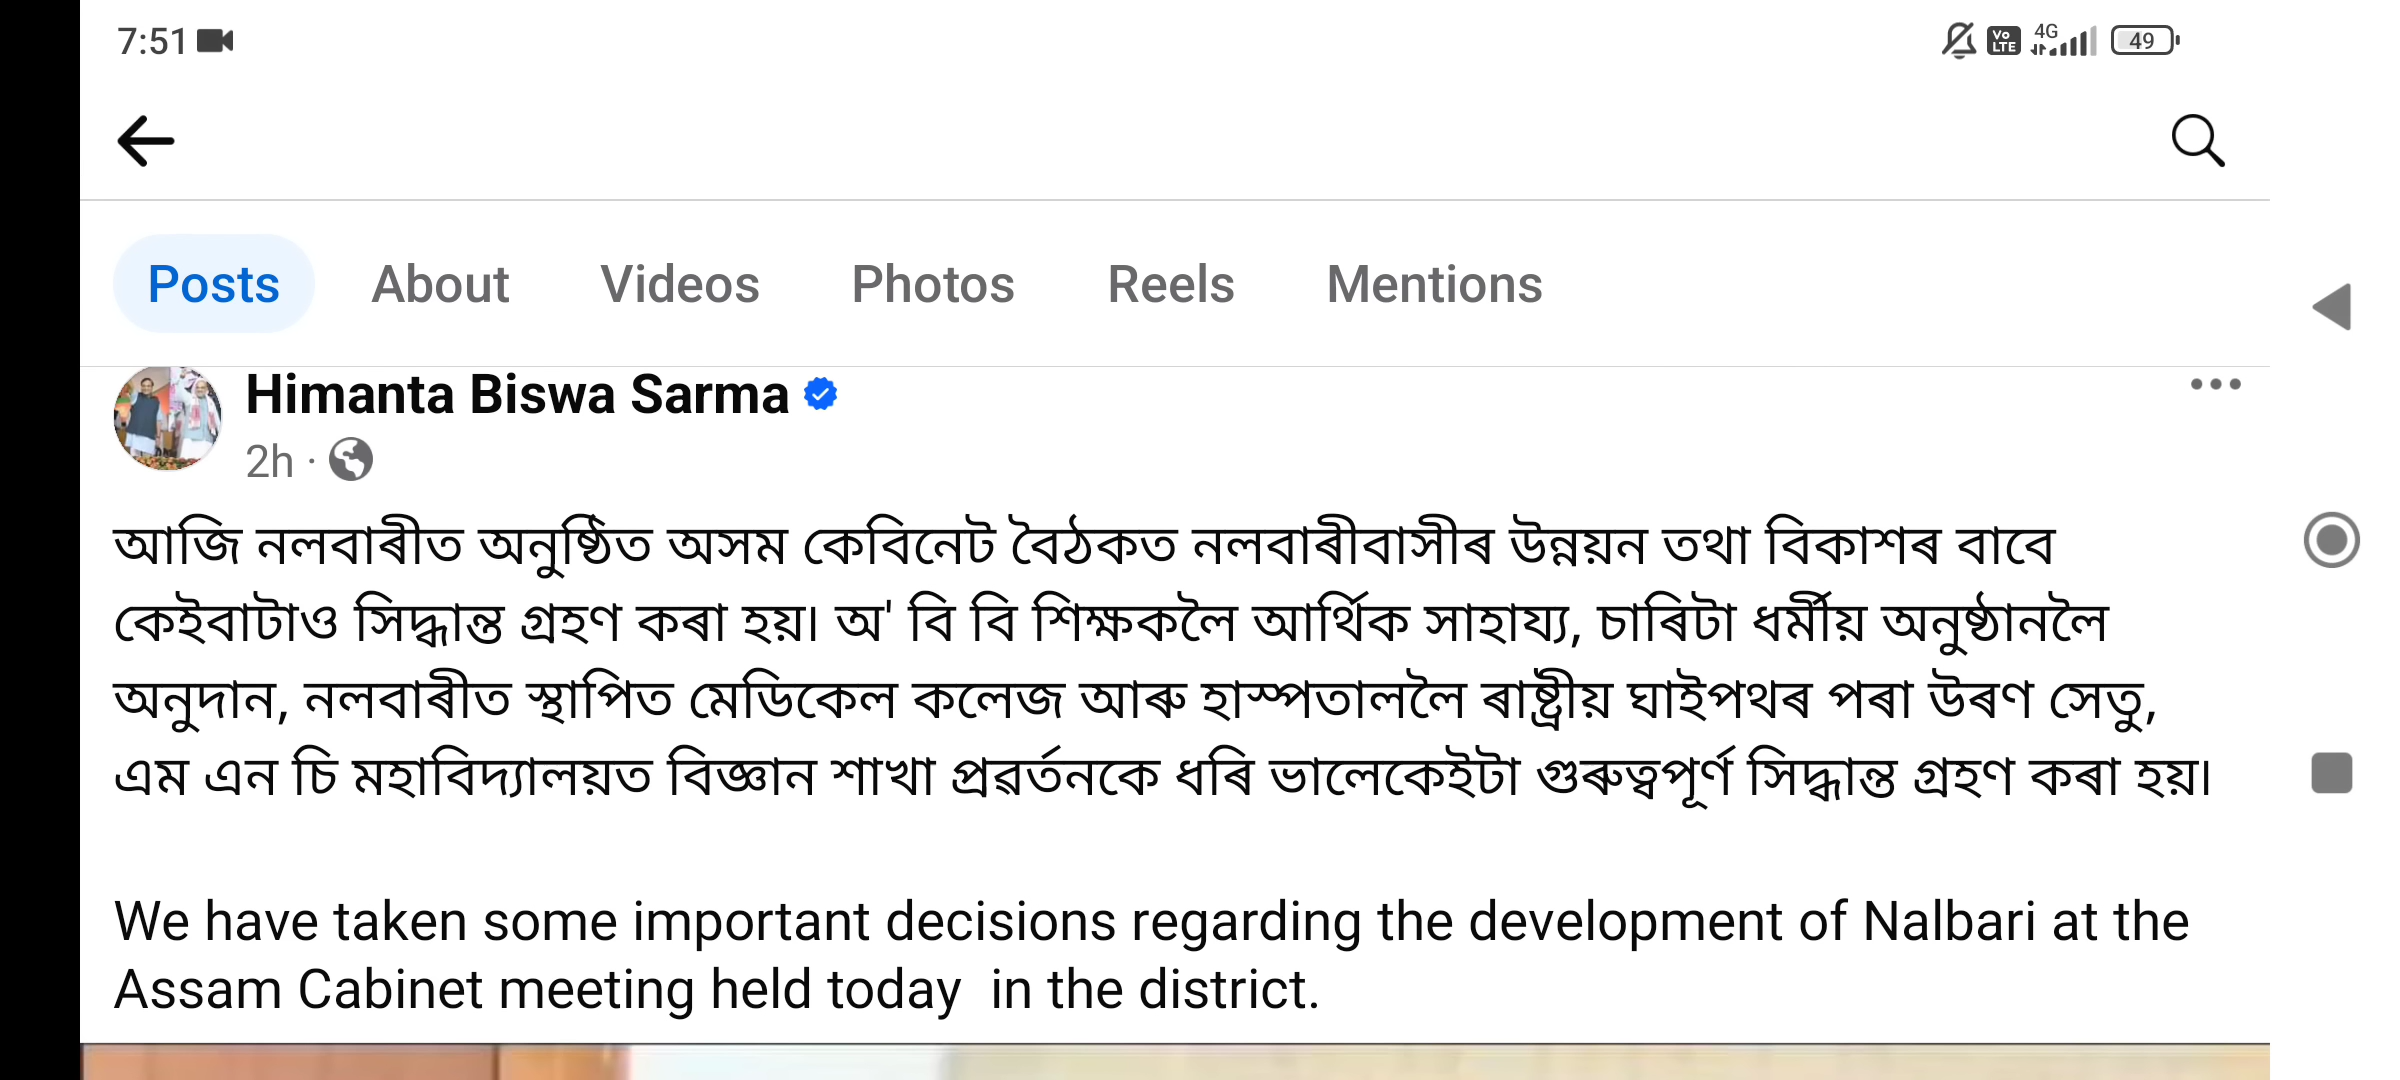 7:51
Vo LTE 4G 49
Posts About Videos Photos Reels Mentions
Himanta Biswa Sarma
2h ·
আজি নলবাৰীত অনুষ্ঠিত অসম কেবিনেট বৈঠকত নলবাৰীবাসীৰ উন্নয়ন তথা বিকাশৰ বাবে
কেইবাটাও সিদ্ধান্ত গ্ৰহণ কৰা হয়। অ' বি বি শিক্ষকলৈ আৰ্থিক সাহায্য, চাৰিটা ধৰ্মীয় অনুষ্ঠানলৈ
অনুদান, নলবাৰীত স্থাপিত মেডিকেল কলেজ আৰু হাস্পতাললৈ ৰাষ্ট্ৰীয় ঘাইপথৰ পৰা উৰণ সেতু,
এম এন চি মহাবিদ্যালয়ত বিজ্ঞান শাখা প্ৰৱৰ্তনকে ধৰি ভালেকেইটা গুৰুত্বপূৰ্ণ সিদ্ধান্ত গ্ৰহণ কৰা হয়।
We have taken some important decisions regarding the development of Nalbari at the
Assam Cabinet meeting held today  in the district.